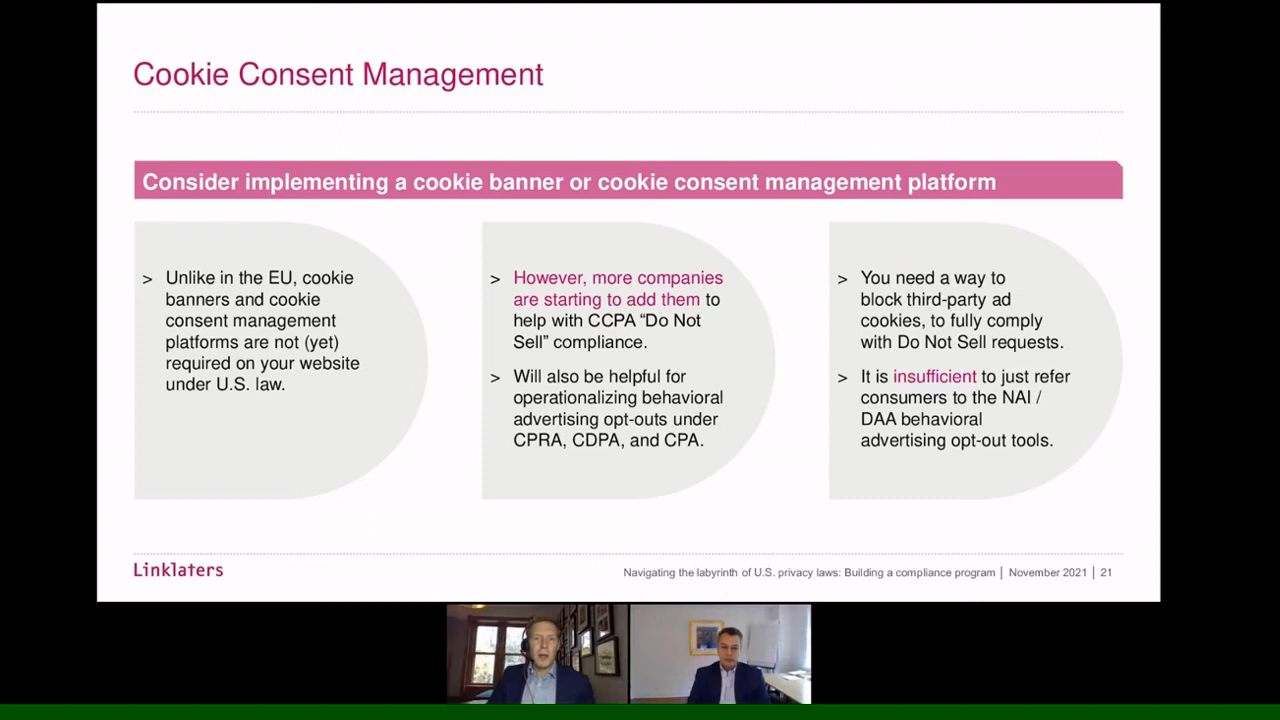 Cookie Consent Management
Consider implementing a cookie banner or cookie consent management platform
> Unlike in the EU, cookie
banners and cookie
consent management
platforms are not (yet)
required on your website
under U.S. law.
> However, more companies
are starting to add them to
help with CCPA “Do Not
Sell” compliance.
> Will also be helpful for
operationalizing behavioral
advertising opt-outs under
CPRA, CDPA, and CPA.
> You need a way to
block third-party ad
cookies, to fully comply
with Do Not Sell requests.
> It is insufficient to just refer
consumers to the NAI /
DAA behavioral
advertising opt-out tools.
Linklaters
Navigating the labyrinth of U.S. privacy laws: Building a compliance program | November 2021 | 21